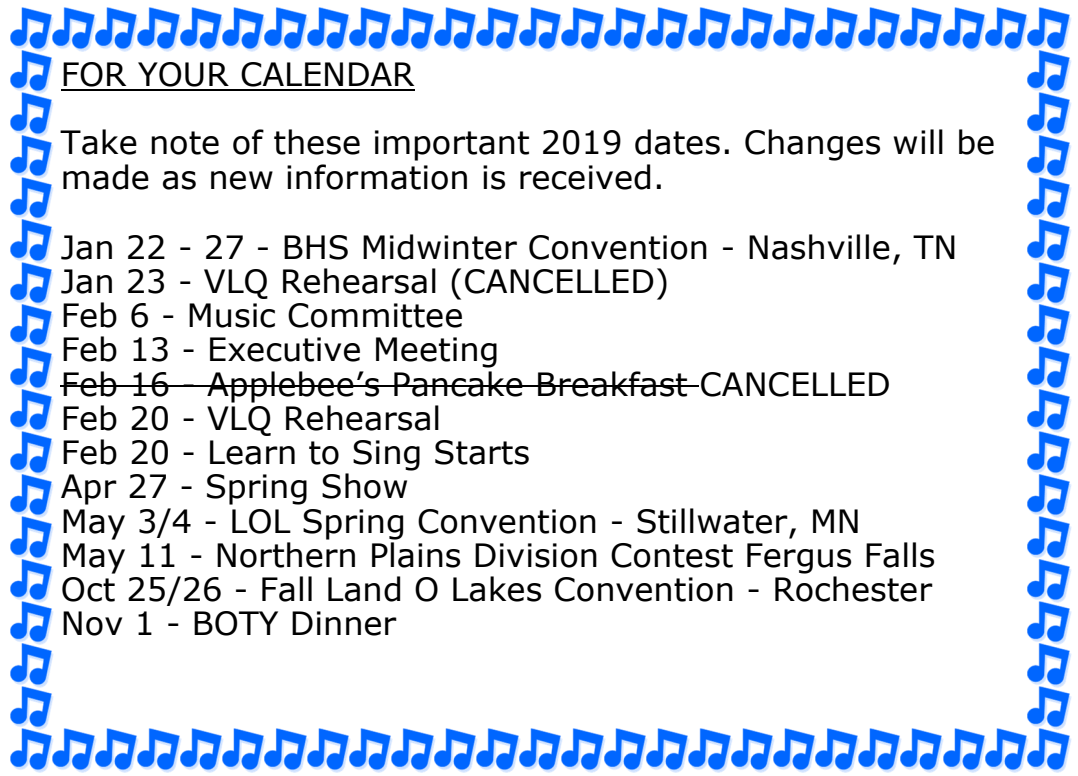 FOR YOUR CALENDAR
Take note of these important 2019 dates. Changes will be
made as new information is received.
Jan 22 - 27 - BHS Midwinter Convention - Nashville, TN
Jan 23 - VLQ Rehearsal (CANCELLED)
Feb 6 - Music Committee
Feb 13 - Executive Meeting
Feb 16 - Applebee’s Pancake Breakfast CANCELLED
Feb 20 - VLQ Rehearsal
Feb 20 - Learn to Sing Starts
Apr 27 - Spring Show
May 3/4 - LOL Spring Convention - Stillwater, MN
May 11 - Northern Plains Division Contest Fergus Falls
Oct 25/26 - Fall Land O Lakes Convention - Rochester
Nov 1 - BOTY Dinner